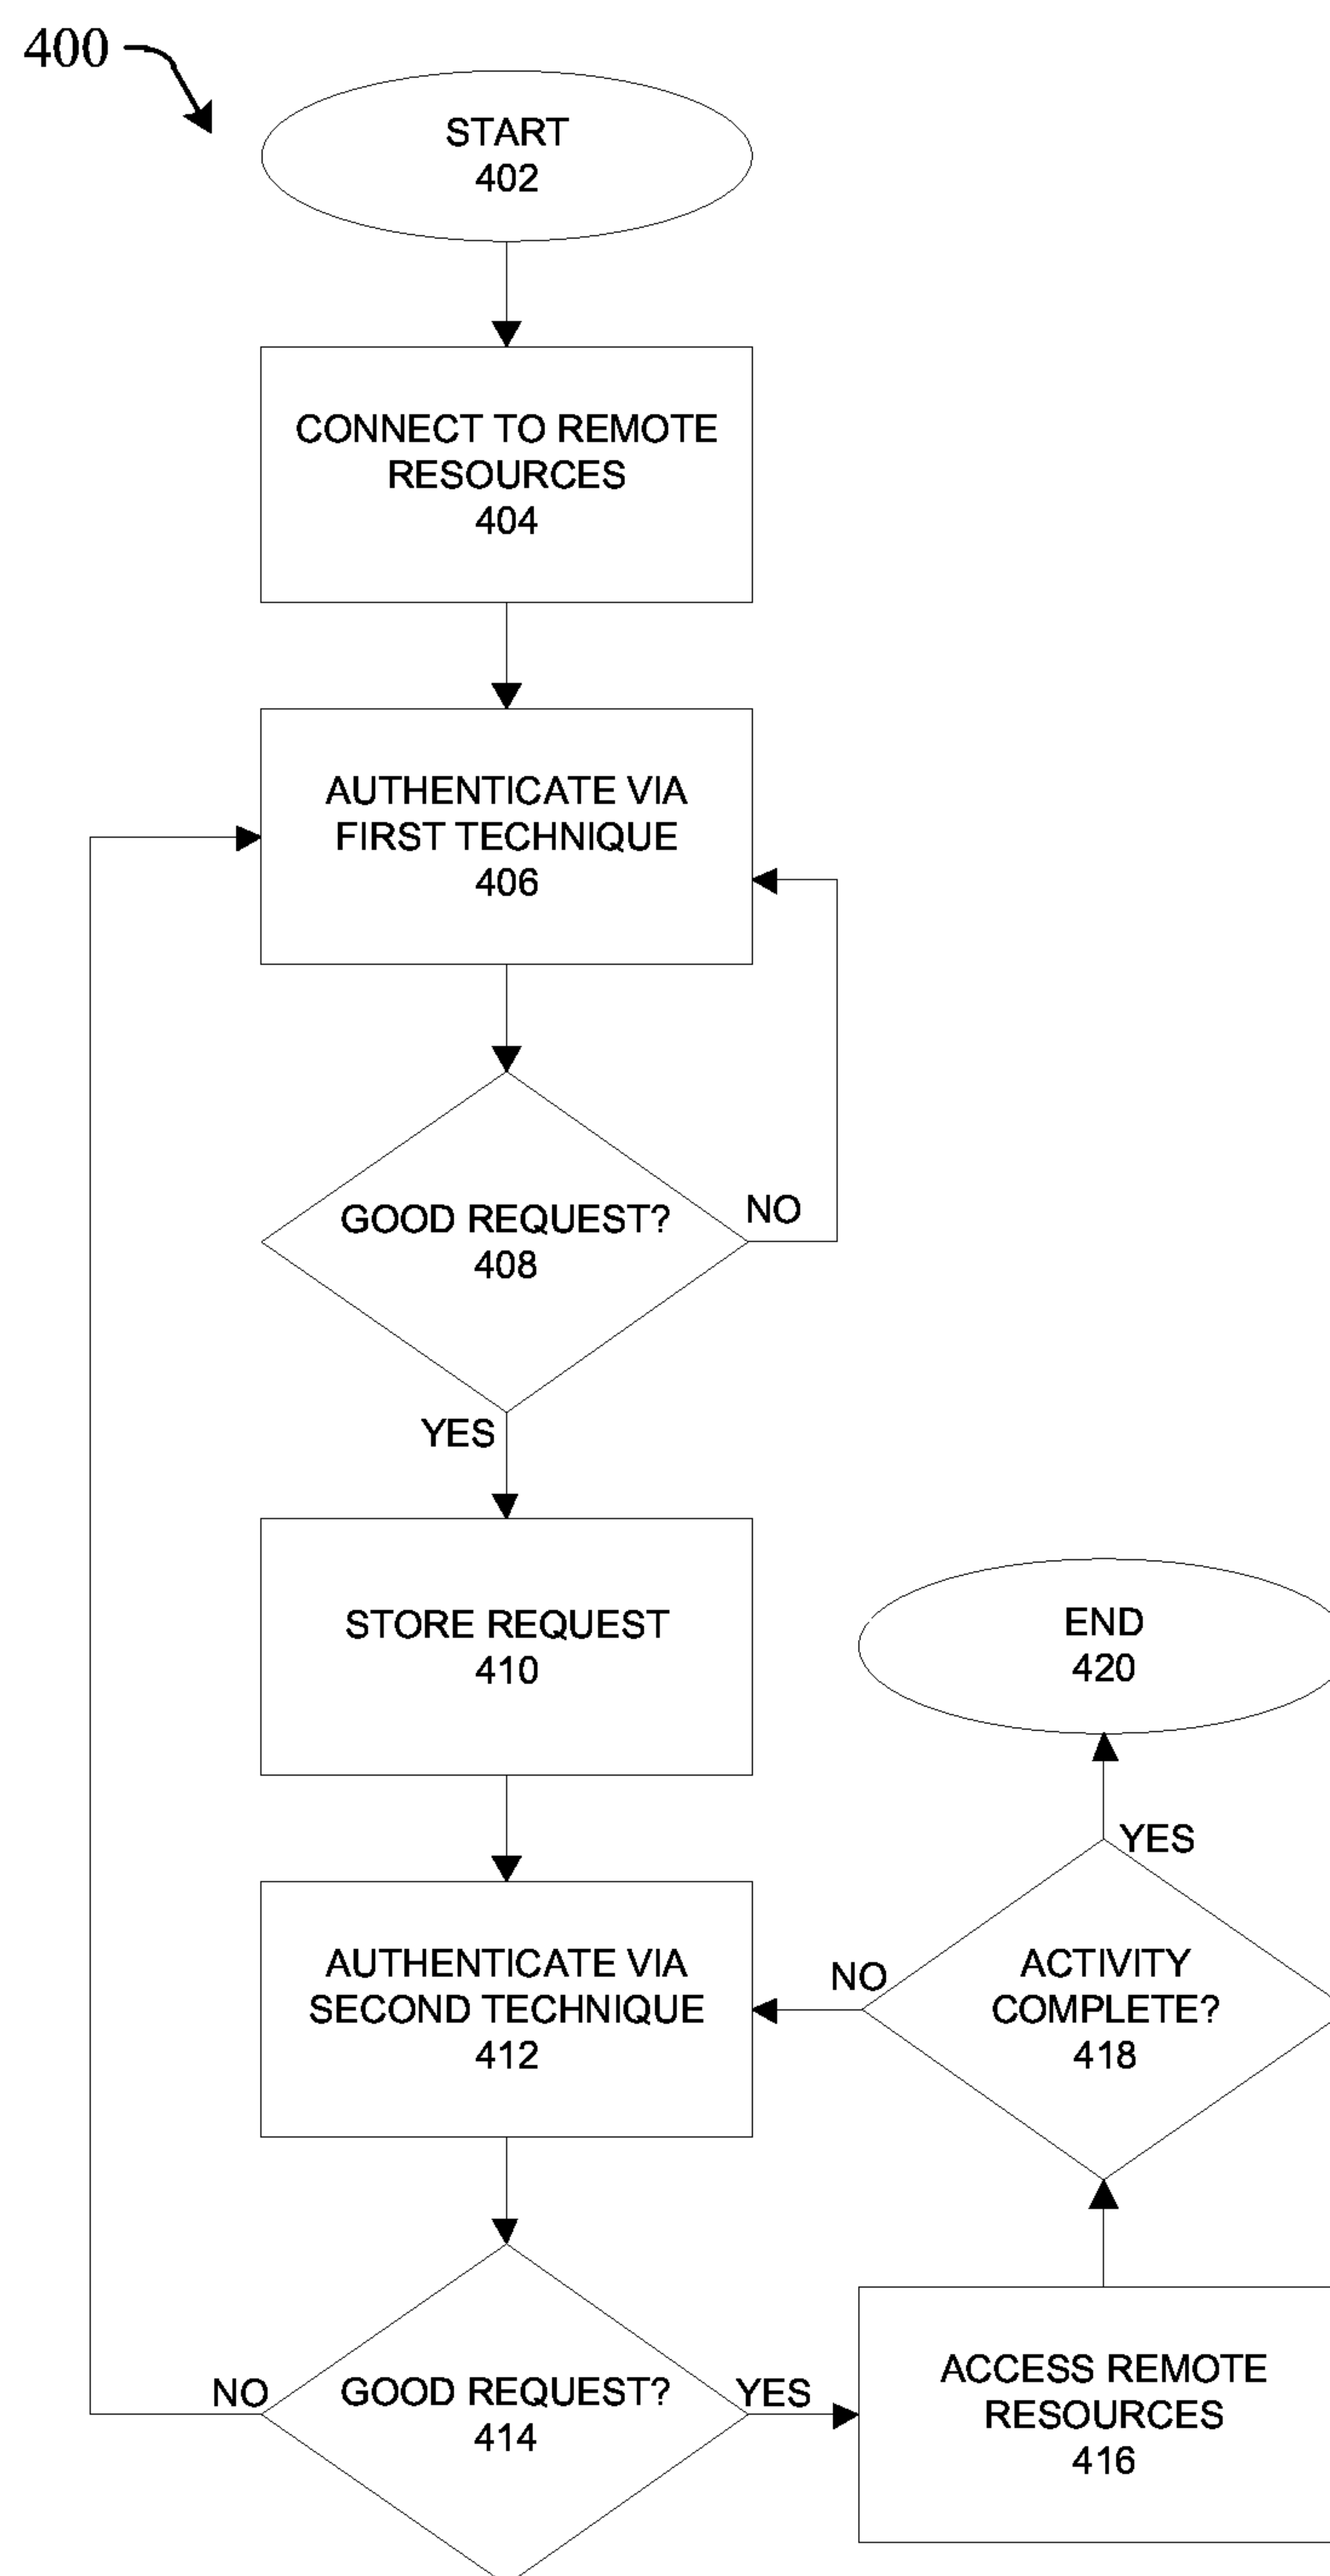 400
START
402
CONNECT TO REMOTE
RESOURCES
404
AUTHENTICATE VIA
FIRST TECHNIQUE
406
GOOD REQUEST?
408
NO
YES
STORE REQUEST
410
AUTHENTICATE VIA
SECOND TECHNIQUE
412
GOOD REQUEST?
414
NO
YES
ACCESS REMOTE
RESOURCES
416
ACTIVITY
COMPLETE?
418
NO
YES
END
420